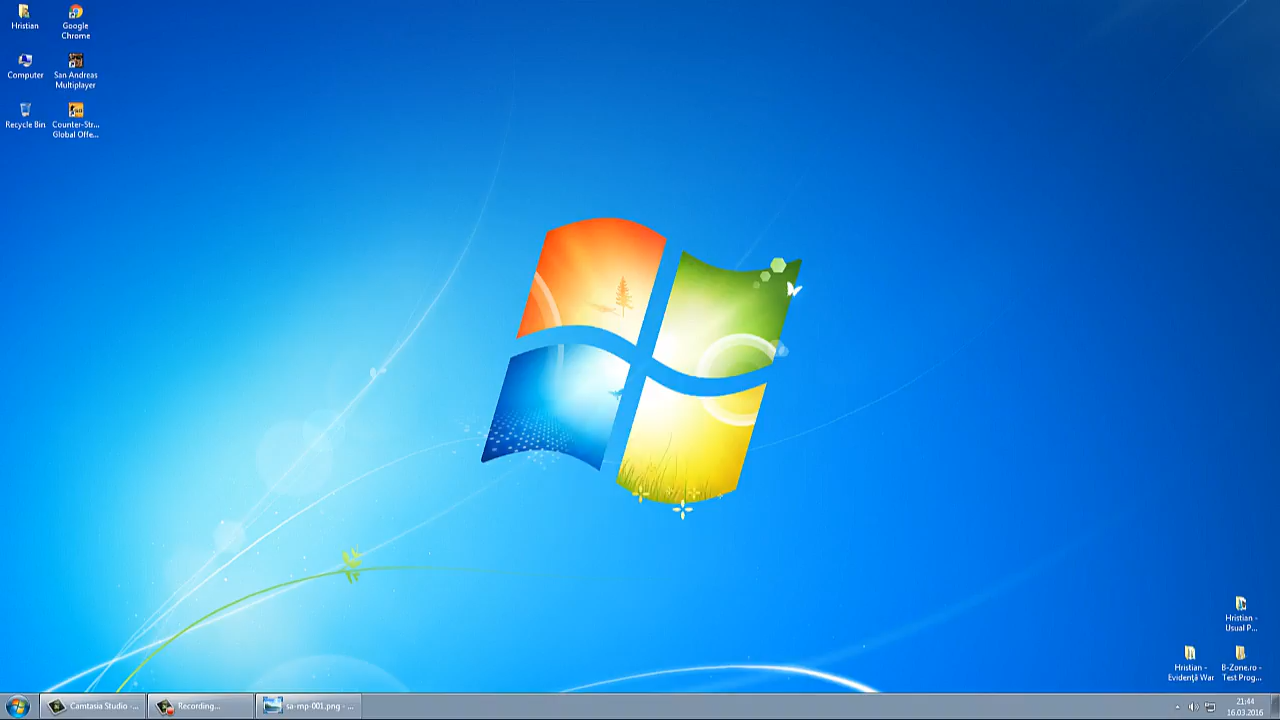 Hristian
Google
Chrome
Computer
San Andreas
Multiplayer
Recycle Bin
Counter-Str...
Global Offe...
Hristian -
Usual P...
Hristian -
Evidenţă War
B-Zone.ro -
Test Prog...
Camtasia Studio -...
Recording...
sa-mp-001.png - ...
21:44
16.03.2016